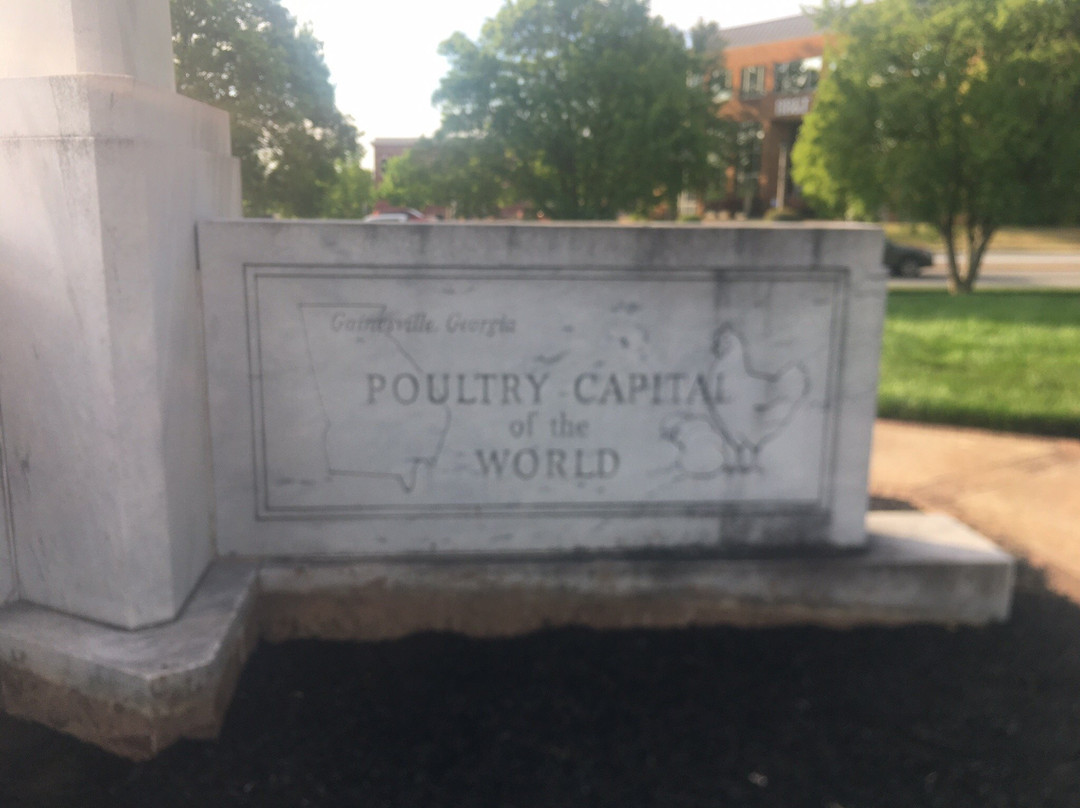 Gainesville, Georgia
POULTRY CAPITAL
of the
WORLD